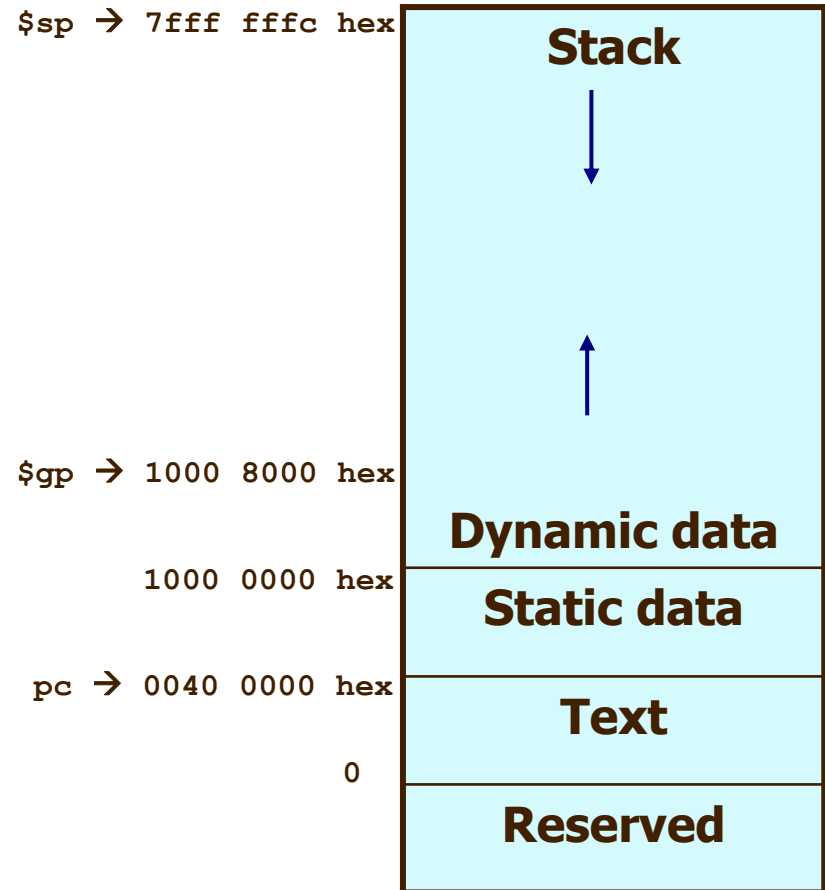 $sp → 7fff fffc hex
Stack
$gp → 1000 8000 hex
Dynamic data
1000 0000 hex
Static data
pc → 0040 0000 hex
Text
0
Reserved